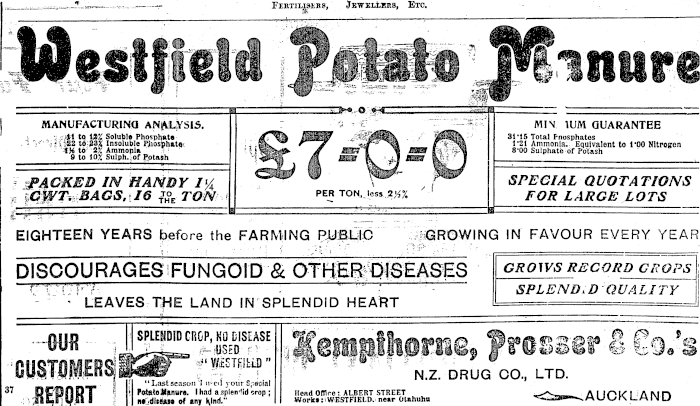 FERTILISERS, JEWELLERS, ETC.
Westfield Potato Manure
MANUFACTURING ANALYSIS.
11 to 12% Soluble Phosphate
22 to 23% Insoluble Phosphate
1½ to 2% Ammonia
9 to 10% Sulph. of Potash
PACKED IN HANDY 1¼
CWT. BAGS, 16 TO THE TON
£7=0=0
PER TON, less 2½%
MINIMUM GUARANTEE
31·15 Total Phosphates
1·21 Ammonia. Equivalent to 1·00 Nitrogen
8·00 Sulphate of Potash
SPECIAL QUOTATIONS
FOR LARGE LOTS
EIGHTEEN YEARS before the FARMING PUBLIC GROWING IN FAVOUR EVERY YEAR
DISCOURAGES FUNGOID & OTHER DISEASES
LEAVES THE LAND IN SPLENDID HEART
GROWS RECORD CROPS
SPLENDID QUALITY
OUR
CUSTOMERS
REPORT
37
SPLENDID CROP, NO DISEASE
USED
"WESTFIELD"
"Last season I used your Special
Potato Manure. I had a splendid crop;
no disease of any kind."
Kempthorne, Prosser & Co.'s
N.Z. DRUG CO., LTD.
Head Office: ALBERT STREET
Works: WESTFIELD, near Otahuhu
AUCKLAND